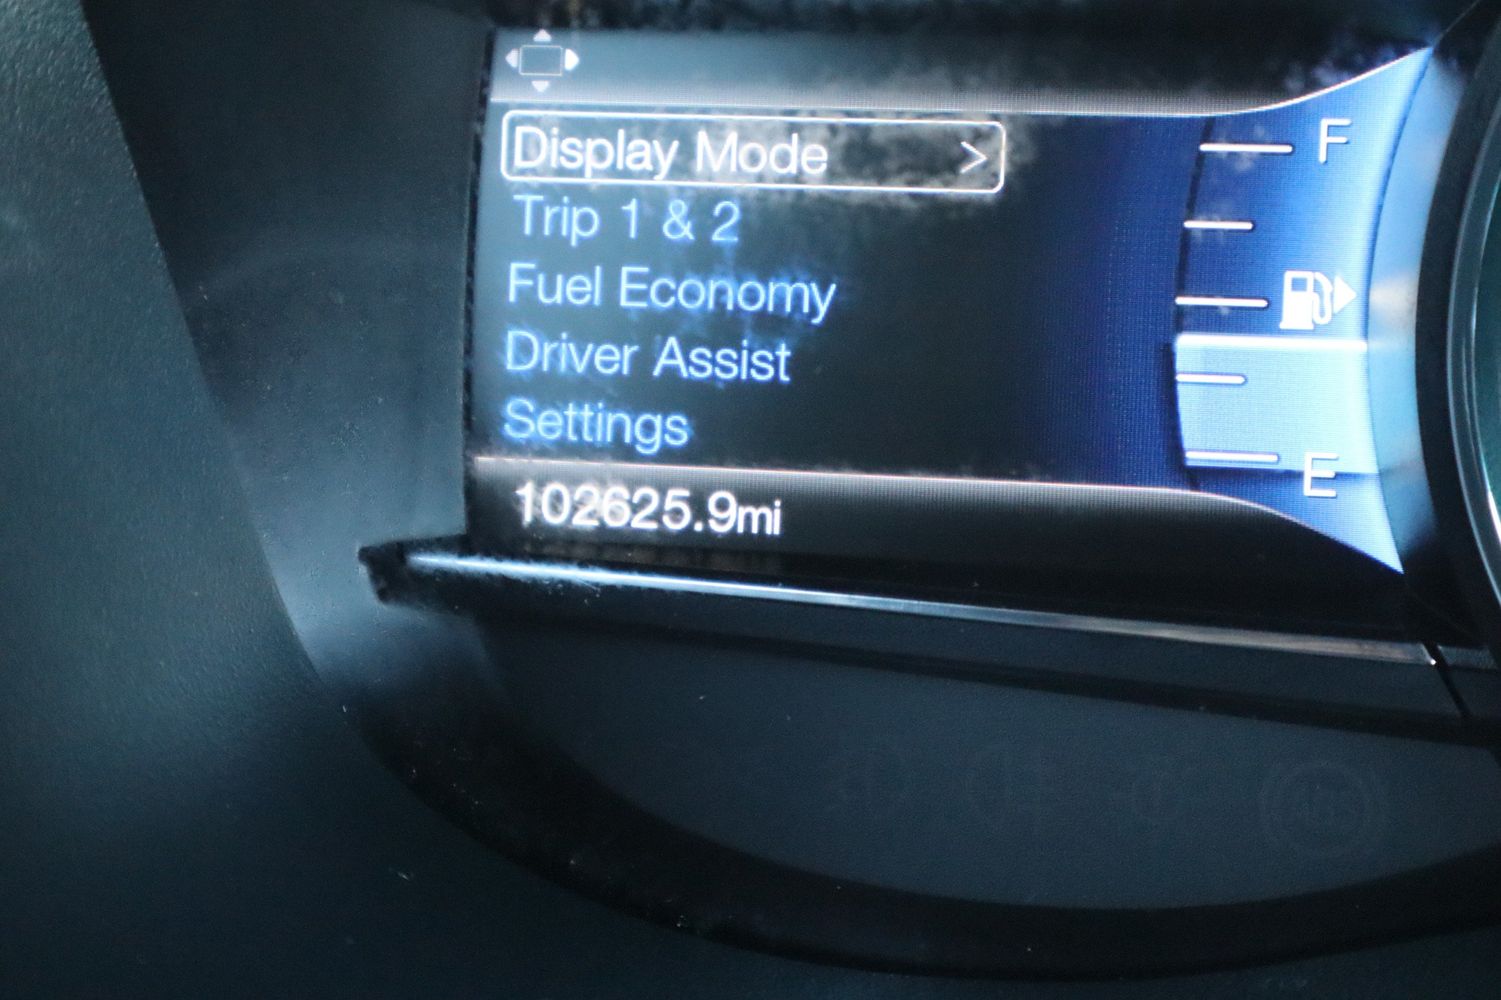 Display Mode >
Trip 1 & 2
Fuel Economy
Driver Assist
Settings
102625.9mi
F
E